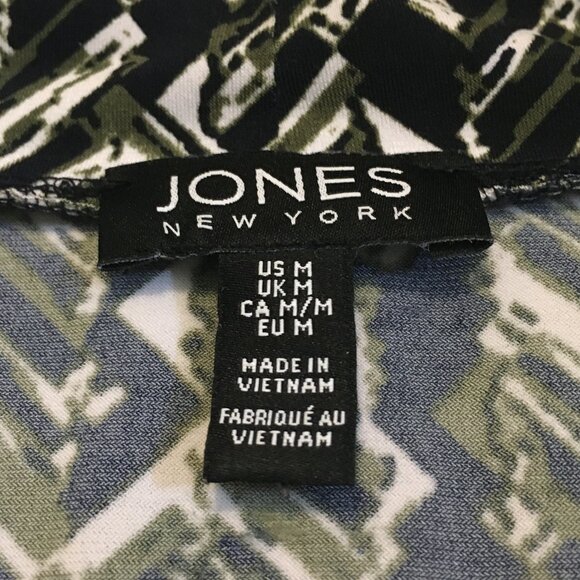 JONES
NEW YORK
US M
UK M
CA M/M
EU M
MADE IN
VIETNAM
FABRIQUÉ AU
VIETNAM